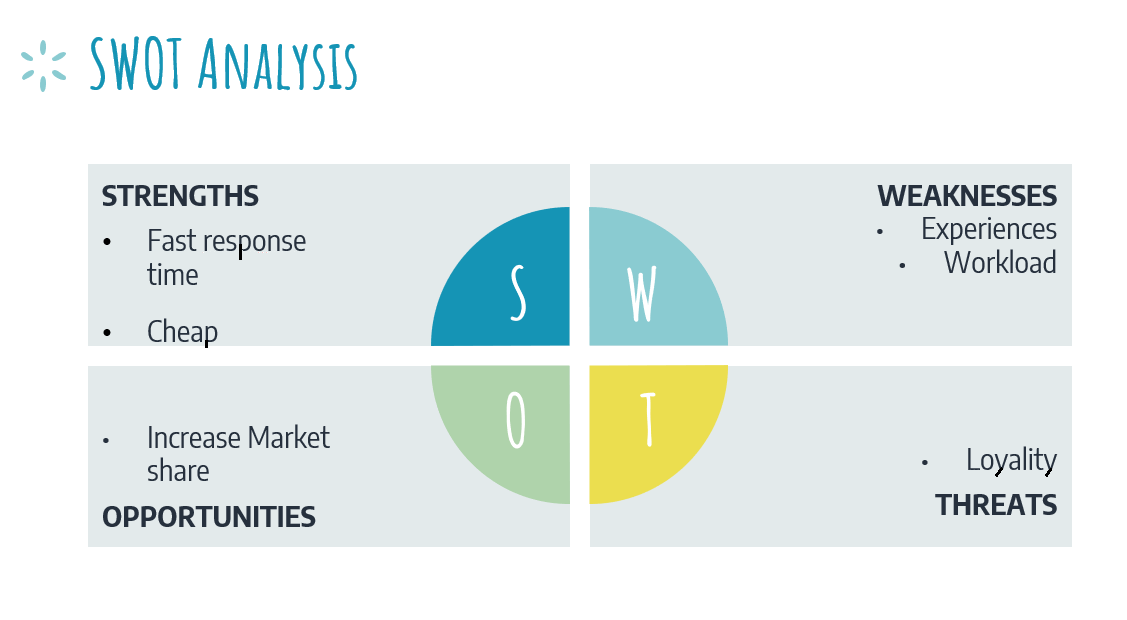 SWOT ANALYSIS
STRENGTHS
• Fast response
time
• Cheap
WEAKNESSES
• Experiences
• Workload
S
W
O
T
• Increase Market
share
OPPORTUNITIES
• Loyality
THREATS